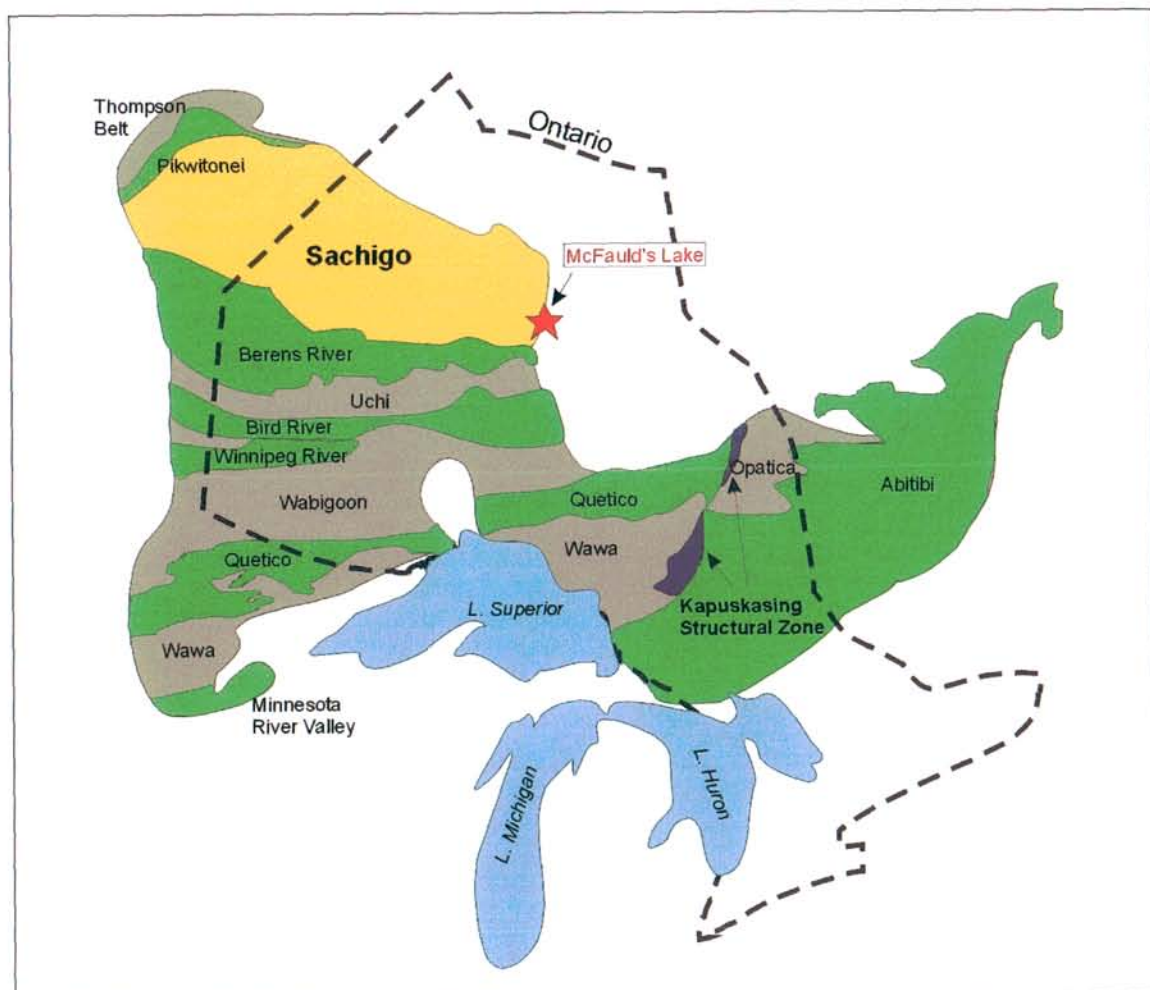 Thompson
Belt
Ontario
Pikwitonei
Sachigo
McFauld's Lake
Berens River
Uchi
Bird River
Winnipeg River
Opatica
Abitibi
Wabigoon
Quetico
Wawa
Quetico
L. Superior
Kapuskasing
Structural Zone
Wawa
Minnesota
River Valley
L. Michigan
L. Huron